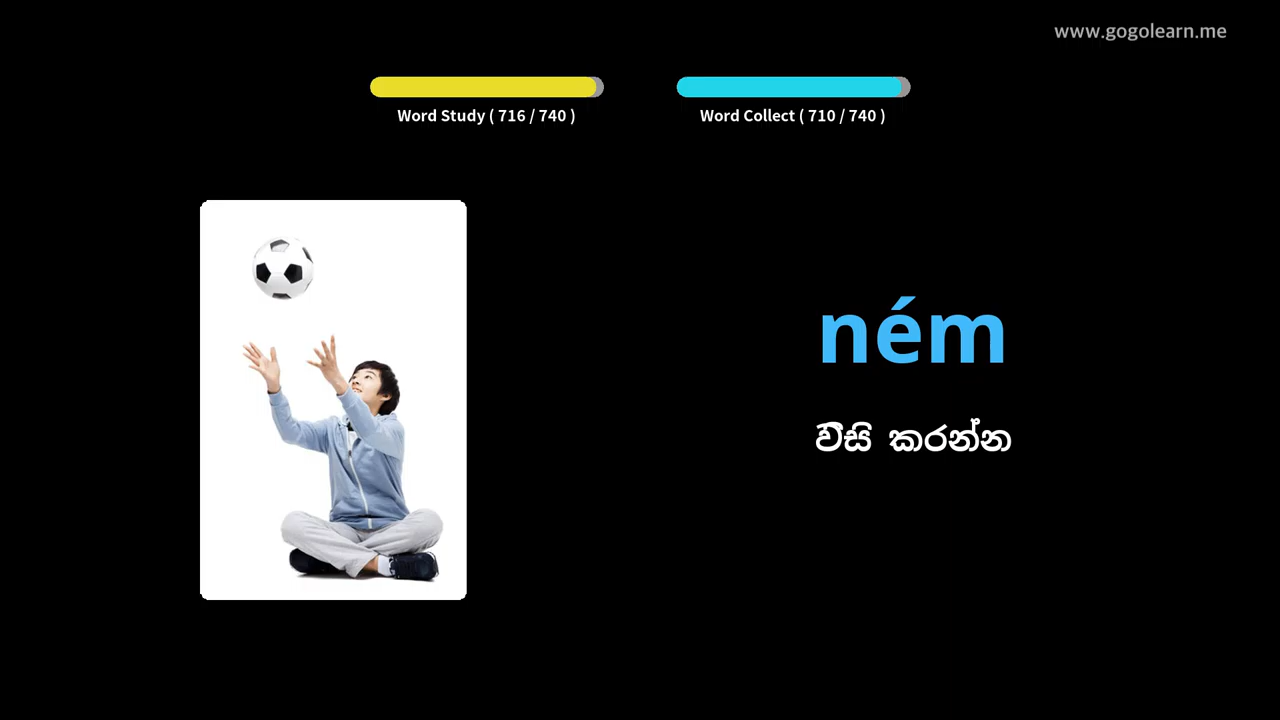 www.gogolearn.me
Word Study ( 716 / 740 )
Word Collect ( 710 / 740 )
ném
විසි කරන්න